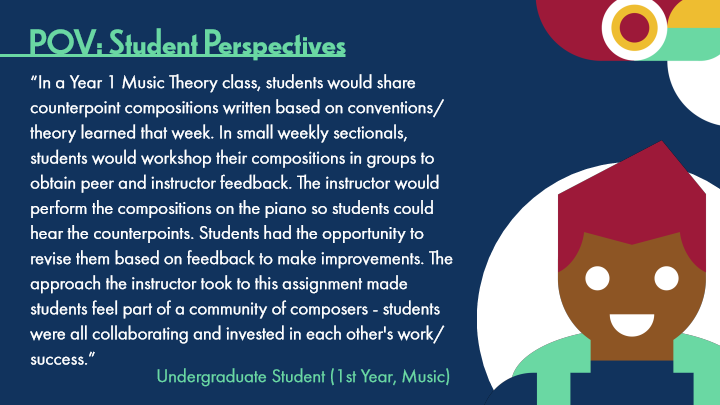 POV: Student Perspectives
“In a Year 1 Music Theory class, students would share
counterpoint compositions written based on conventions/
theory learned that week. In small weekly sectionals,
students would workshop their compositions in groups to
obtain peer and instructor feedback. The instructor would
perform the compositions on the piano so students could
hear the counterpoints. Students had the opportunity to
revise them based on feedback to make improvements. The
approach the instructor took to this assignment made
students feel part of a community of composers - students
were all collaborating and invested in each other's work/
success.”
Undergraduate Student (1st Year, Music)